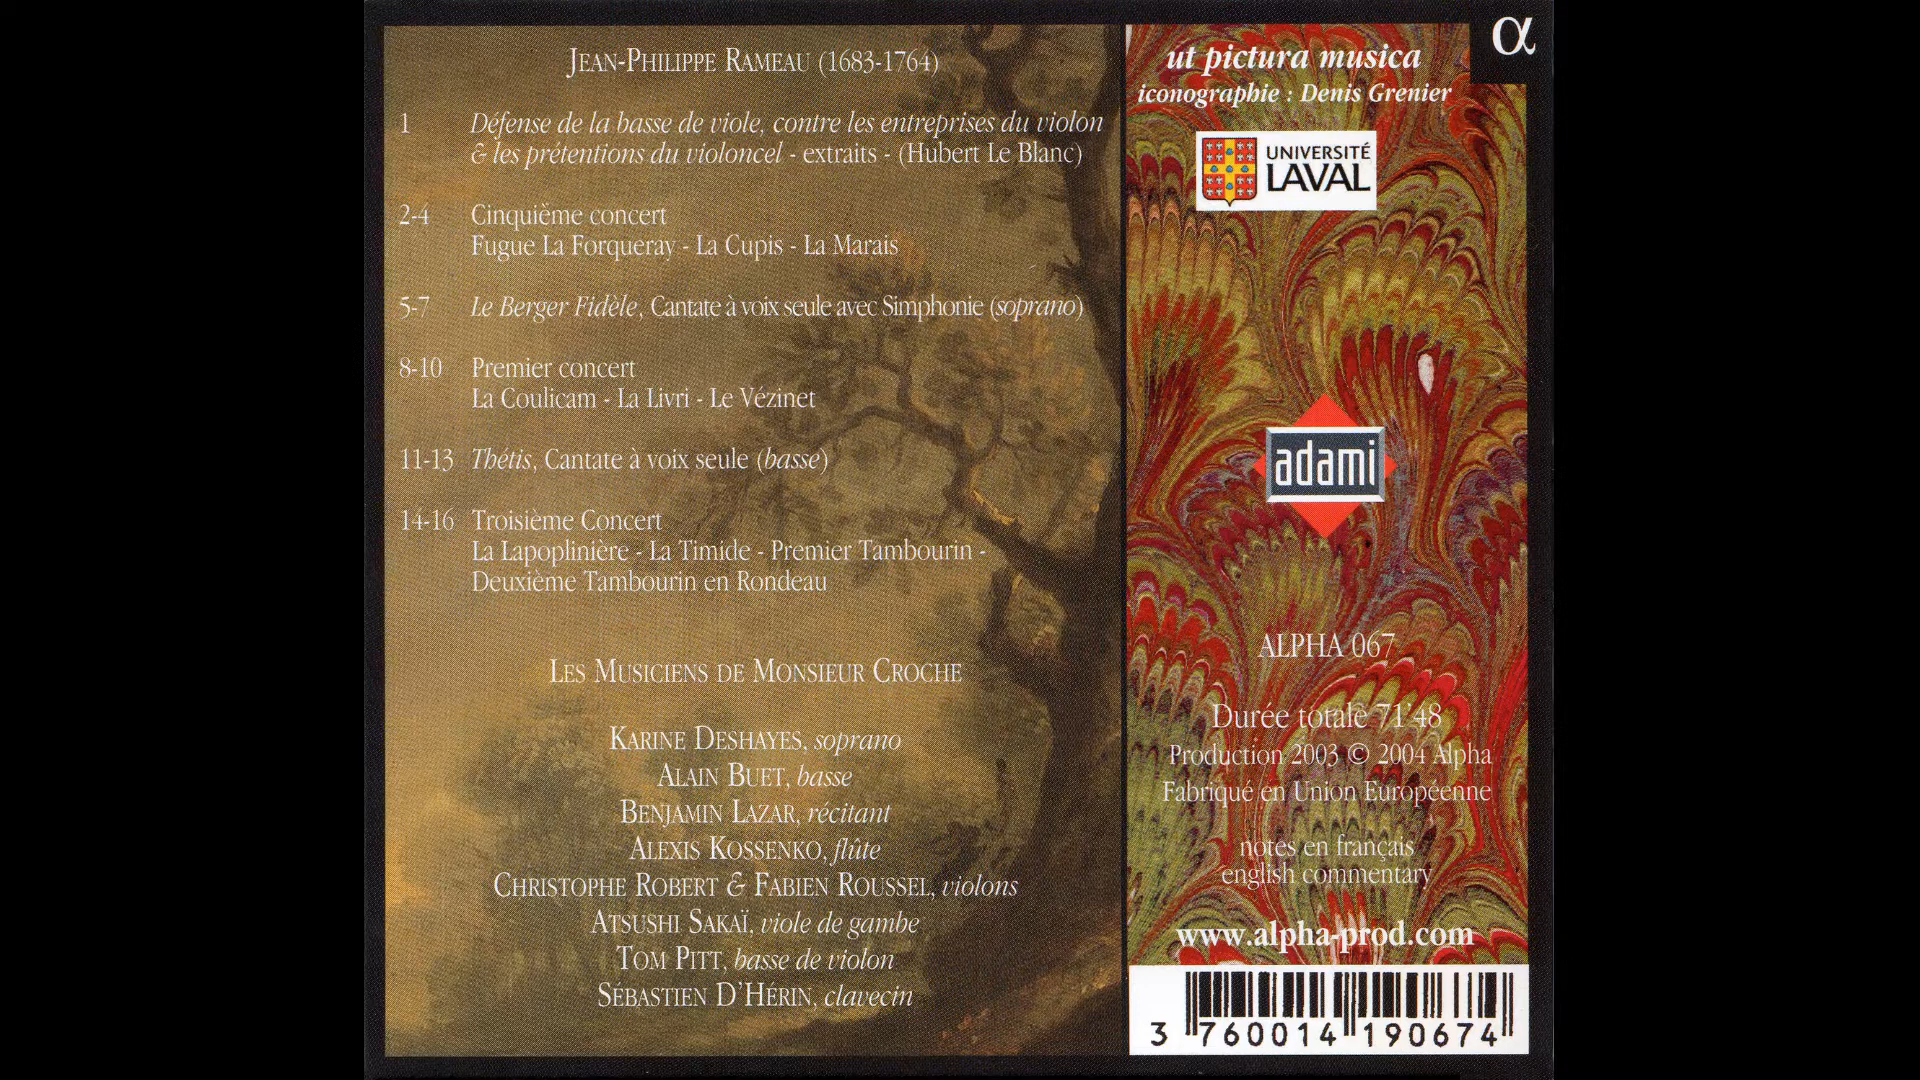 JEAN-PHILIPPE RAMEAU (1683-1764)
1 Défense de la basse de viole, contre les entreprises du violon
& les prétentions du violoncel - extraits - (Hubert Le Blanc)
2-4 Cinquième concert
Fugue La Forqueray - La Cupis - La Marais
5-7 Le Berger Fidèle, Cantate à voix seule avec Simphonie (soprano)
8-10 Premier concert
La Coulicam - La Livri - Le Vézinet
11-13 Thétis, Cantate à voix seule (basse)
14-16 Troisième Concert
La Lapoplinière - La Timide - Premier Tambourin -
Deuxième Tambourin en Rondeau
LES MUSICIENS DE MONSIEUR CROCHE
KARINE DESHAYES, soprano
ALAIN BUET, basse
BENJAMIN LAZAR, récitant
ALEXIS KOSSENKO, flûte
CHRISTOPHE ROBERT & FABIEN ROUSSEL, violons
ATSUSHI SAKAÏ, viole de gambe
TOM PITT, basse de violon
SÉBASTIEN D'HÉRIN, clavecin
α
ut pictura musica
iconographie : Denis Grenier
UNIVERSITÉ
LAVAL
adami
ALPHA 067
Durée totale 71'48
Production 2003 © 2004 Alpha
Fabriqué en Union Européenne
notes en français
english commentary
www.alpha-prod.com
3 760014 190674